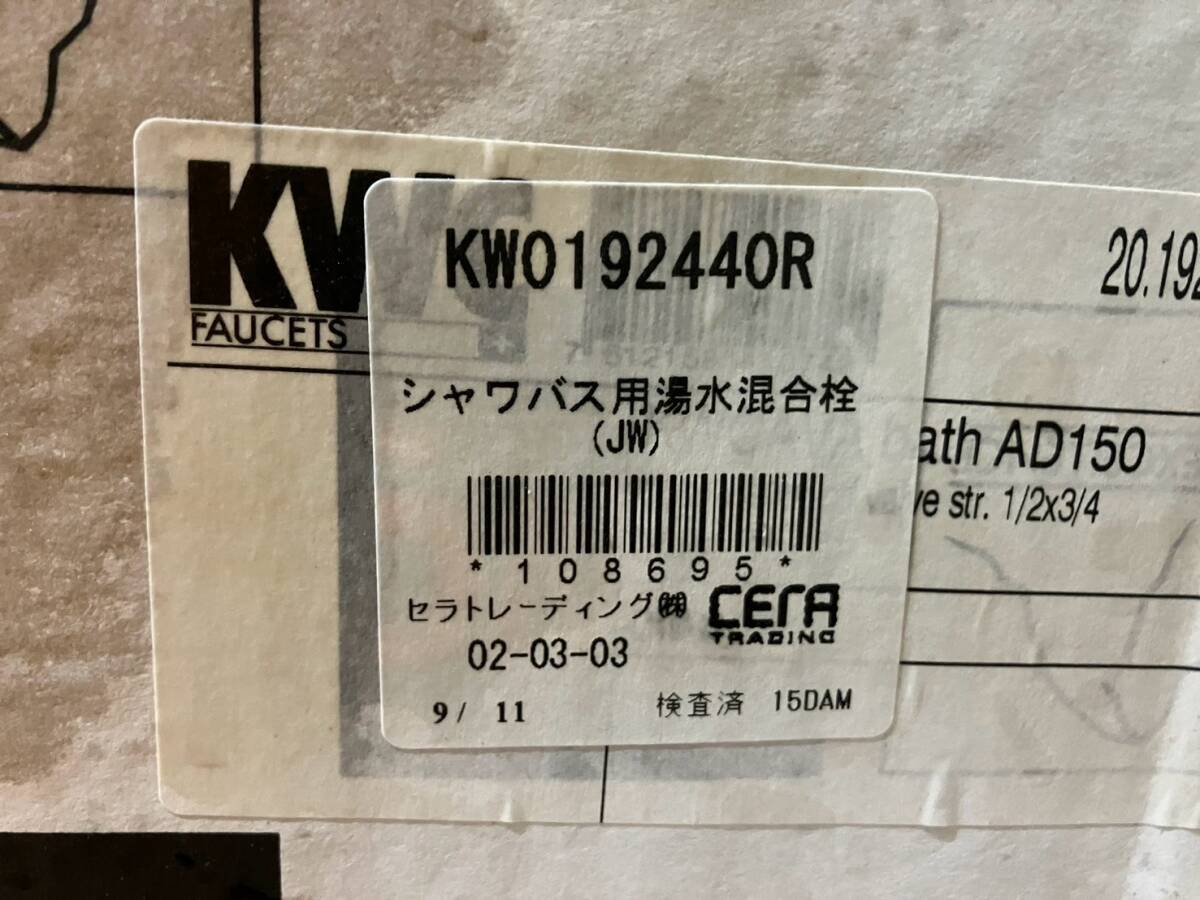 KWC
FAUCETS
20.192
KW0192440R
シャワバス用湯水混合栓
(JW)
ath AD150
ve str. 1/2x3/4
*108695*
セラトレーディング㈱ CERA
TRADING
02-03-03
9/ 11 検査済 15DAM